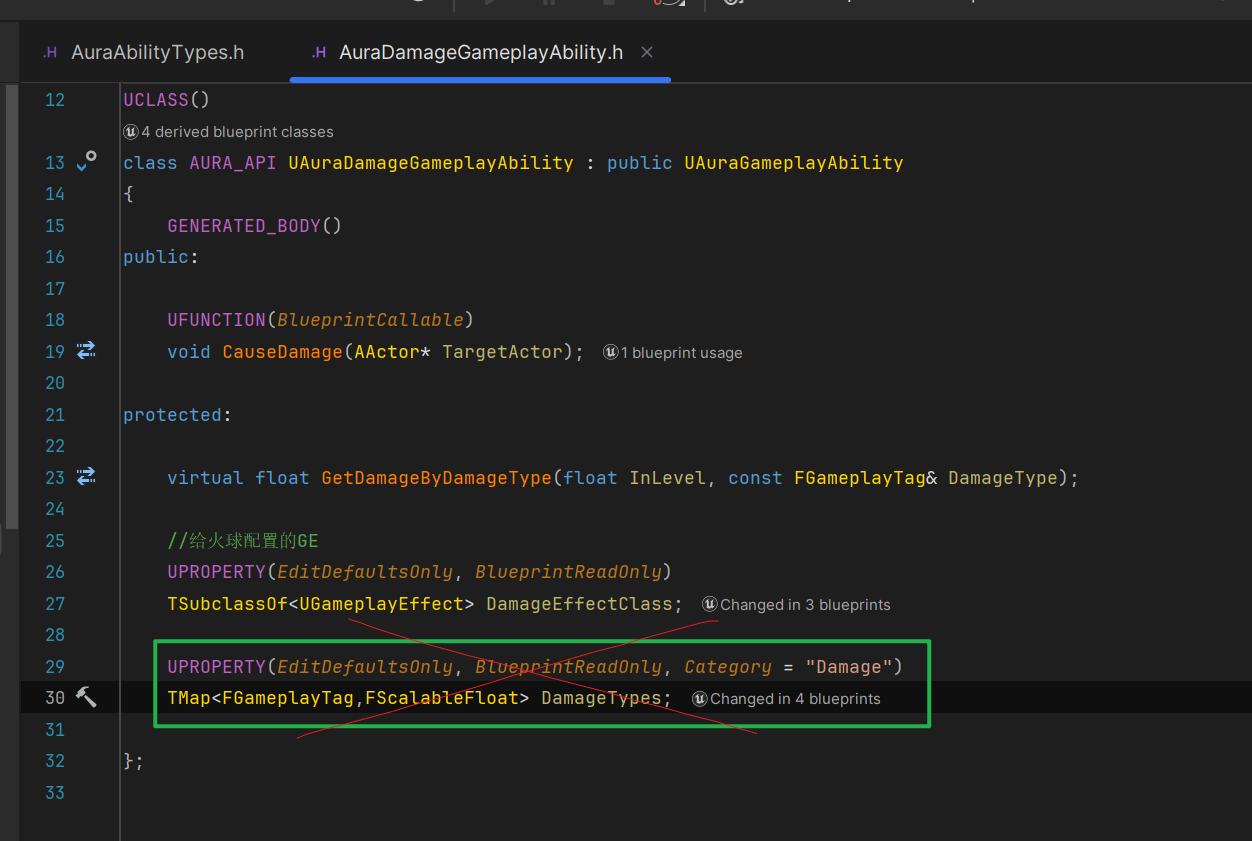 .H AuraAbilityTypes.h .H AuraDamageGameplayAbility.h
12 UCLASS()
4 derived blueprint classes
13 class AURA_API UAuraDamageGameplayAbility : public UAuraGameplayAbility
14 {
15 GENERATED_BODY()
16 public:
17
18 UFUNCTION(BlueprintCallable)
19 void CauseDamage(AActor* TargetActor); 1 blueprint usage
20
21 protected:
22
23 virtual float GetDamageByDamageType(float InLevel, const FGameplayTag& DamageType);
24
25 //给火球配置的GE
26 UPROPERTY(EditDefaultsOnly, BlueprintReadOnly)
27 TSubclassOf<UGameplayEffect> DamageEffectClass; Changed in 3 blueprints
28
29 UPROPERTY(EditDefaultsOnly, BlueprintReadOnly, Category = "Damage")
30 TMap<FGameplayTag,FScalableFloat> DamageTypes; Changed in 4 blueprints
31
32 };
33